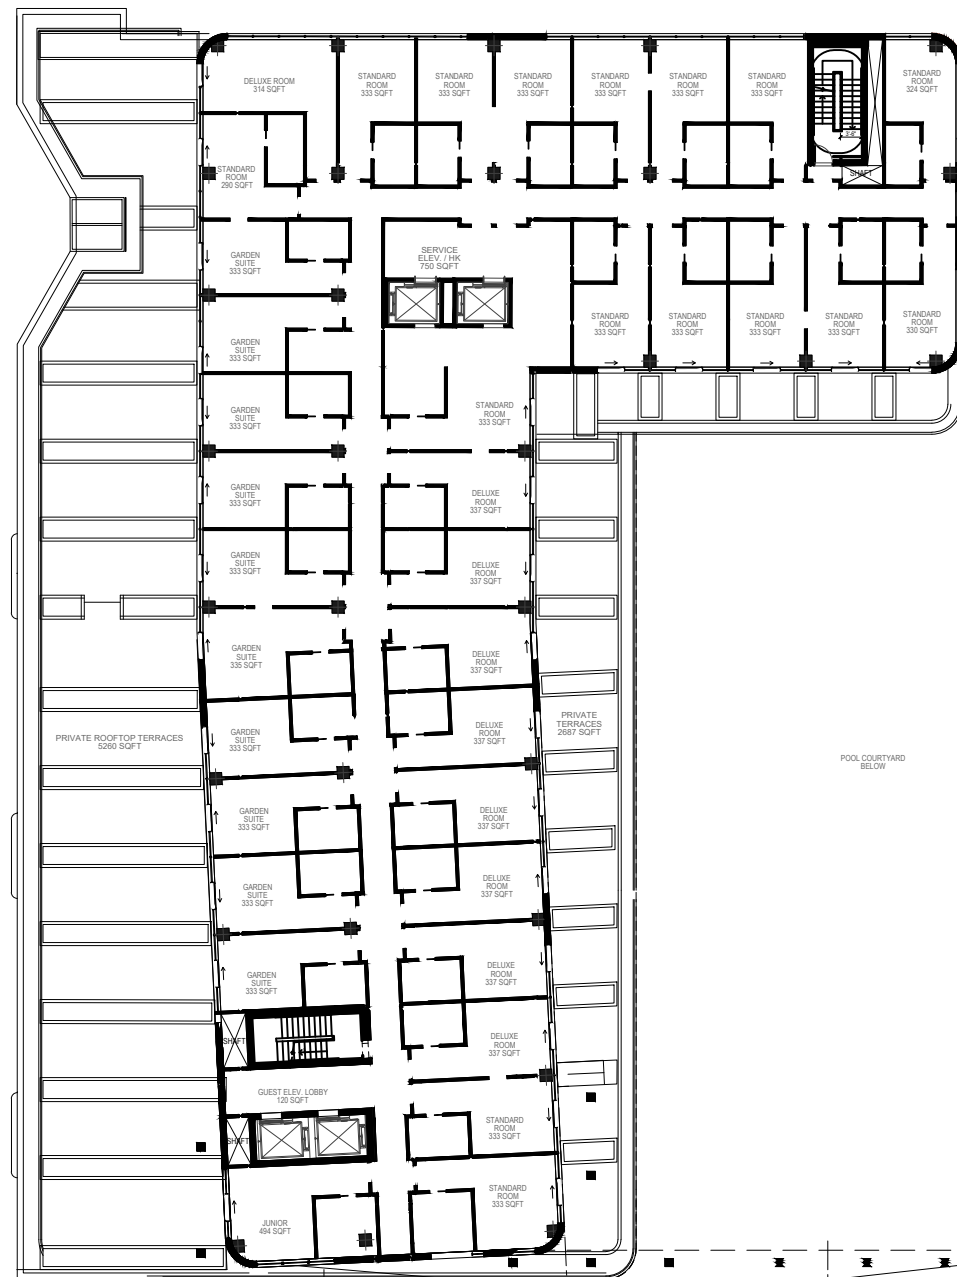 DELUXE ROOM
314 SQFT
STANDARD
ROOM
333 SQFT
STANDARD
ROOM
333 SQFT
STANDARD
ROOM
333 SQFT
STANDARD
ROOM
333 SQFT
STANDARD
ROOM
333 SQFT
STANDARD
ROOM
333 SQFT
3'-8"
STANDARD
ROOM
324 SQFT
SHAFT
STANDARD
ROOM
290 SQFT
GARDEN
SUITE
333 SQFT
SERVICE
ELEV. / HK
750 SQFT
STANDARD
ROOM
333 SQFT
STANDARD
ROOM
333 SQFT
STANDARD
ROOM
333 SQFT
STANDARD
ROOM
333 SQFT
STANDARD
ROOM
330 SQFT
GARDEN
SUITE
333 SQFT
GARDEN
SUITE
333 SQFT
STANDARD
ROOM
333 SQFT
GARDEN
SUITE
333 SQFT
DELUXE
ROOM
337 SQFT
GARDEN
SUITE
333 SQFT
DELUXE
ROOM
337 SQFT
GARDEN
SUITE
335 SQFT
DELUXE
ROOM
337 SQFT
PRIVATE ROOFTOP TERRACES
5260 SQFT
GARDEN
SUITE
333 SQFT
DELUXE
ROOM
337 SQFT
PRIVATE
TERRACES
2687 SQFT
POOL COURTYARD
BELOW
GARDEN
SUITE
333 SQFT
DELUXE
ROOM
337 SQFT
GARDEN
SUITE
333 SQFT
DELUXE
ROOM
337 SQFT
GARDEN
SUITE
333 SQFT
DELUXE
ROOM
337 SQFT
SHAFT
DELUXE
ROOM
337 SQFT
GUEST ELEV. LOBBY
120 SQFT
SHAFT
STANDARD
ROOM
333 SQFT
JUNIOR
494 SQFT
STANDARD
ROOM
333 SQFT